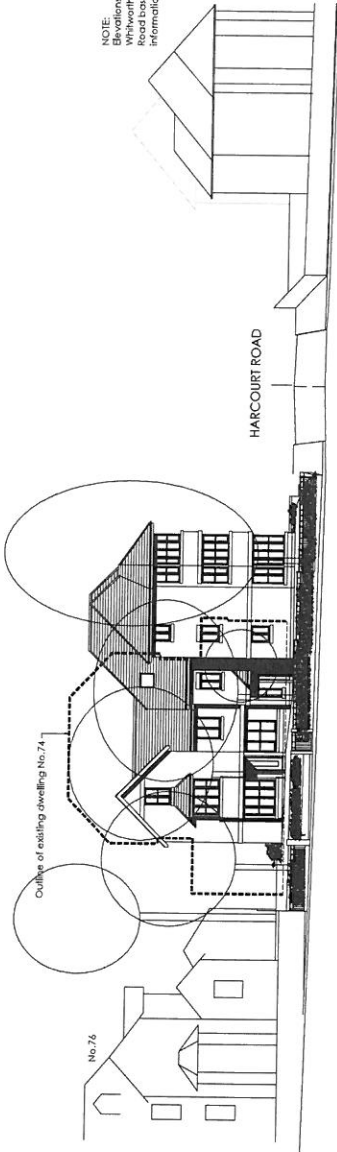 No.76
Outline of existing dwelling No.74
HARCOURT ROAD
NOTE:
Elevations
Whitworth
Road bas
informatio